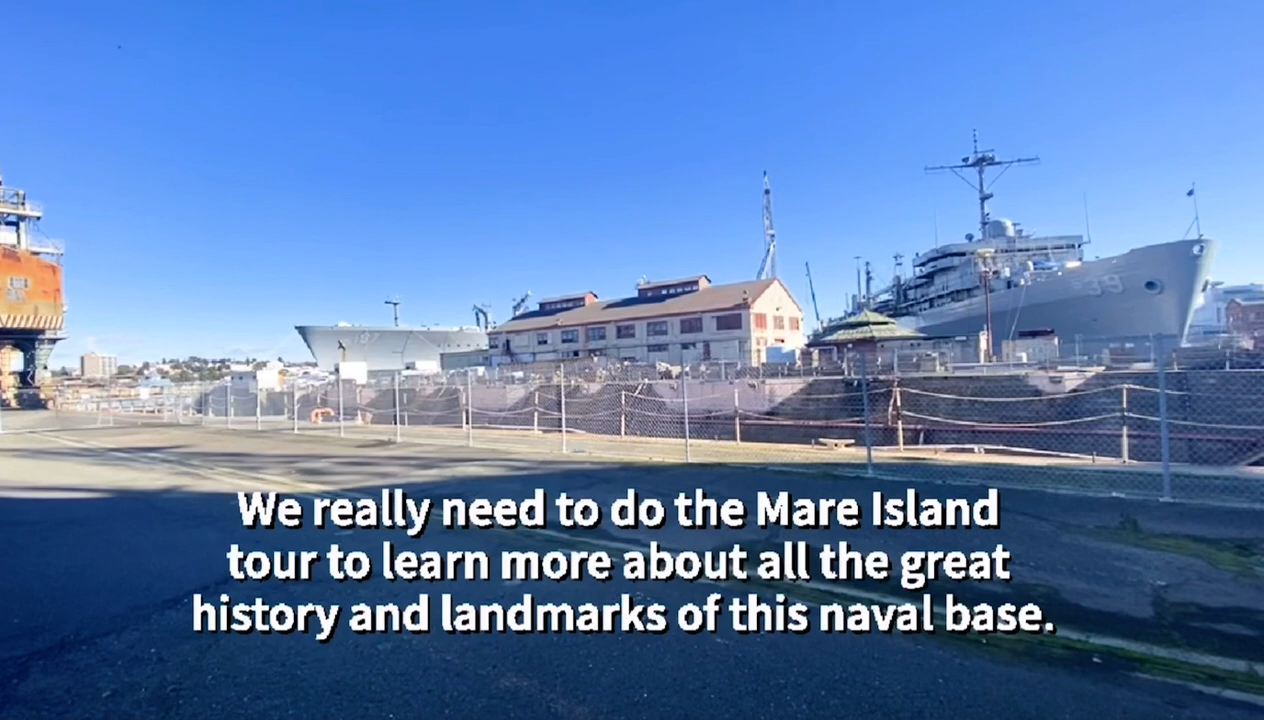 39
We really need to do the Mare Island
tour to learn more about all the great
history and landmarks of this naval base.